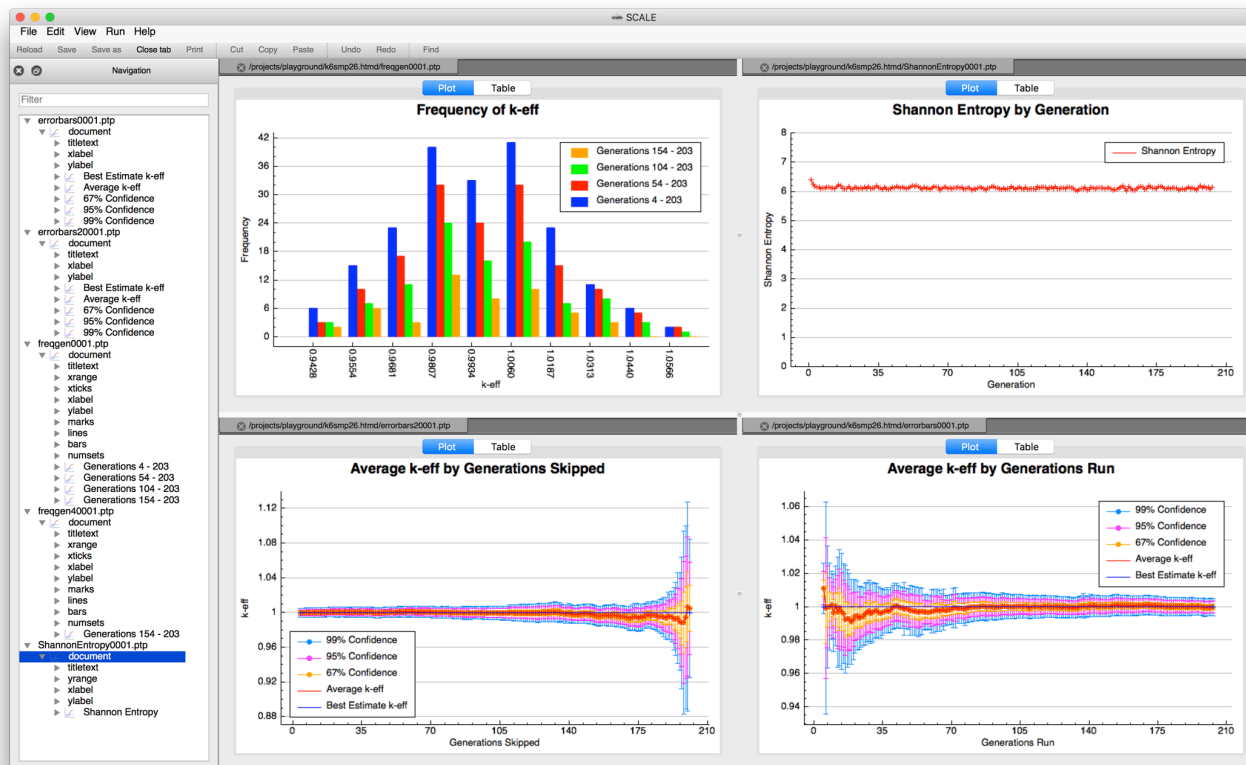 SCALE
File Edit View Run Help
Reload Save Save as Close tab Print Cut Copy Paste Undo Redo Find
Navigation
Filter
errorbars0001.ptp
document
titletext
xlabel
ylabel
Best Estimate k-eff
Average k-eff
67% Confidence
95% Confidence
99% Confidence
errorbars20001.ptp
document
titletext
xlabel
ylabel
Best Estimate k-eff
Average k-eff
67% Confidence
95% Confidence
99% Confidence
freqgen0001.ptp
document
titletext
xrange
xticks
xlabel
ylabel
marks
lines
bars
numsets
Generations 4 - 203
Generations 54 - 203
Generations 104 - 203
Generations 154 - 203
freqgen40001.ptp
document
titletext
xrange
xticks
xlabel
ylabel
marks
lines
bars
numsets
Generations 154 - 203
ShannonEntropy0001.ptp
document
titletext
yrange
xlabel
ylabel
Shannon Entropy
/projects/playground/k6smp26.htmd/freqgen0001.ptp
Plot Table
Frequency of k-eff
42
36
30
24
18
12
6
0
Frequency
Generations 154 - 203
Generations 104 - 203
Generations 54 - 203
Generations 4 - 203
0.9428 0.9554 0.9681 0.9807 0.9934 1.0060 1.0187 1.0313 1.0440 1.0566
k-eff
/projects/playground/k6smp26.htmd/ShannonEntropy0001.ptp
Plot Table
Shannon Entropy by Generation
8
7
6
5
4
3
2
1
0
Shannon Entropy
Shannon Entropy
0 35 70 105 140 175 210
Generation
/projects/playground/k6smp26.htmd/errorbars20001.ptp
Plot Table
Average k-eff by Generations Skipped
1.12
1.08
1.04
1
0.96
0.92
0.88
k-eff
99% Confidence
95% Confidence
67% Confidence
Average k-eff
Best Estimate k-eff
0 35 70 105 140 175 210
Generations Skipped
/projects/playground/k6smp26.htmd/errorbars0001.ptp
Plot Table
Average k-eff by Generations Run
1.06
1.04
1.02
1
0.98
0.96
0.94
k-eff
99% Confidence
95% Confidence
67% Confidence
Average k-eff
Best Estimate k-eff
0 35 70 105 140 175 210
Generations Run